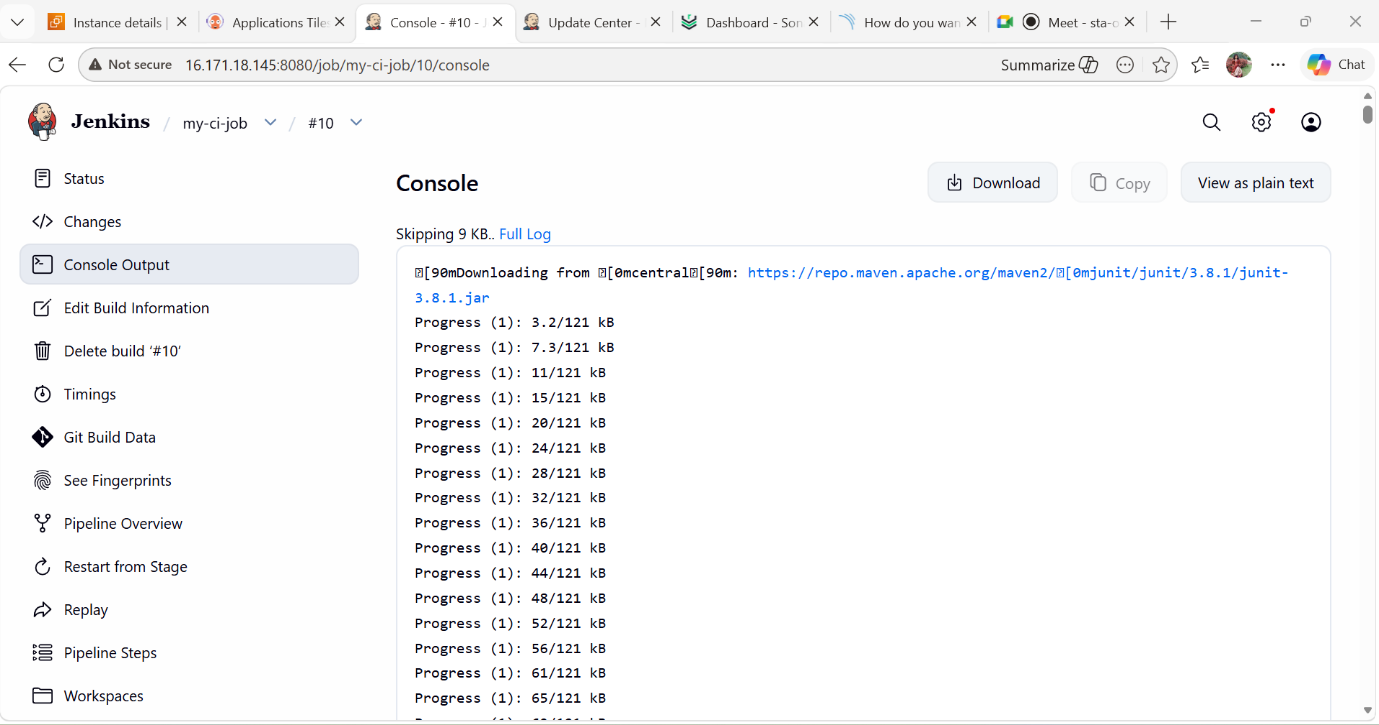 Instance details |
Applications Tiles
Console - #10 - J
Update Center -
Dashboard - Son
How do you wan
Meet - sta-o
Not secure 16.171.18.145:8080/job/my-ci-job/10/console
Summarize
Chat
Jenkins / my-ci-job / #10
Status
Changes
Console Output
Edit Build Information
Delete build ‘#10’
Timings
Git Build Data
See Fingerprints
Pipeline Overview
Restart from Stage
Replay
Pipeline Steps
Workspaces
Console
Download
Copy
View as plain text
Skipping 9 KB.. Full Log
[90mDownloading from [0mcentral[90m: https://repo.maven.apache.org/maven2/[0mjunit/junit/3.8.1/junit-
3.8.1.jar
Progress (1): 3.2/121 kB
Progress (1): 7.3/121 kB
Progress (1): 11/121 kB
Progress (1): 15/121 kB
Progress (1): 20/121 kB
Progress (1): 24/121 kB
Progress (1): 28/121 kB
Progress (1): 32/121 kB
Progress (1): 36/121 kB
Progress (1): 40/121 kB
Progress (1): 44/121 kB
Progress (1): 48/121 kB
Progress (1): 52/121 kB
Progress (1): 56/121 kB
Progress (1): 61/121 kB
Progress (1): 65/121 kB